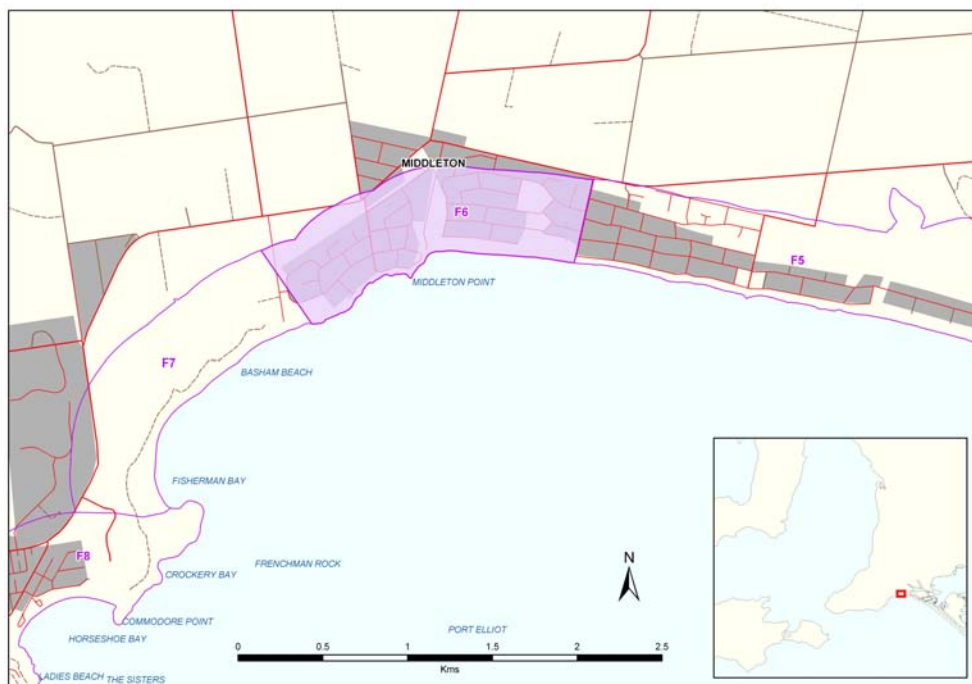 MIDDLETON
F6
F5
MIDDLETON POINT
F7
BASHAM BEACH
FISHERMAN BAY
F8
CROCKERY BAY
FRENCHMAN ROCK
N
COMMODORE POINT
HORSESHOE BAY
PORT ELLIOT
0 0.5 1 1.5 2 2.5
Kms
LADIES BEACH THE SISTERS